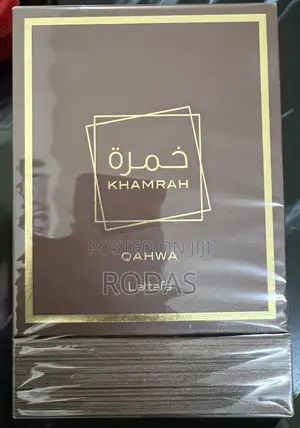 خمرة
KHAMRAH
POSTED ON JIJI
QAHWA
RODAS
Lattafa